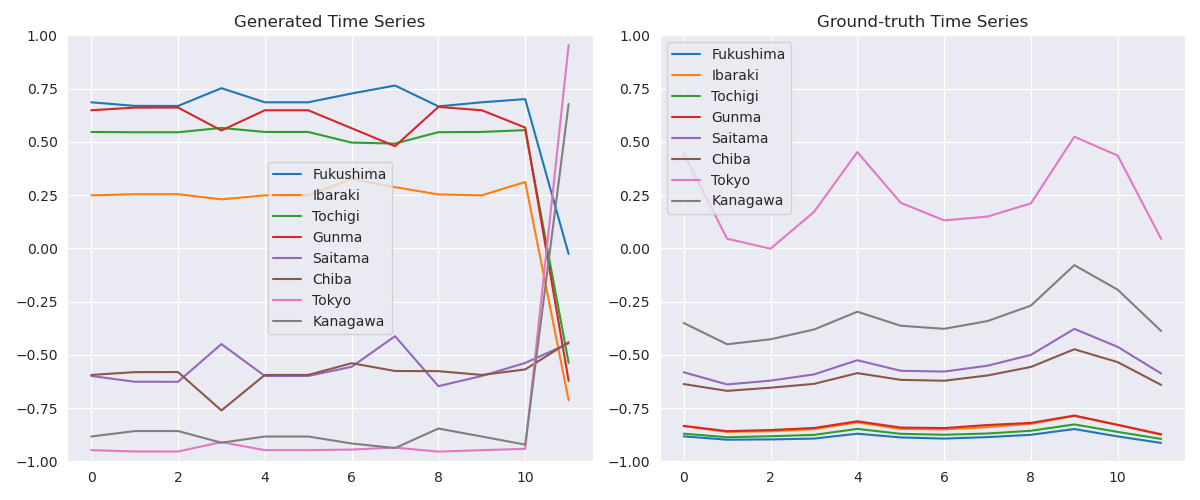 Generated Time Series
1.00
0.75
0.50
0.25
0.00
−0.25
−0.50
−0.75
−1.00
0 2 4 6 8 10
Fukushima
Ibaraki
Tochigi
Gunma
Saitama
Chiba
Tokyo
Kanagawa
Ground-truth Time Series
1.00
0.75
0.50
0.25
0.00
−0.25
−0.50
−0.75
−1.00
0 2 4 6 8 10
Fukushima
Ibaraki
Tochigi
Gunma
Saitama
Chiba
Tokyo
Kanagawa